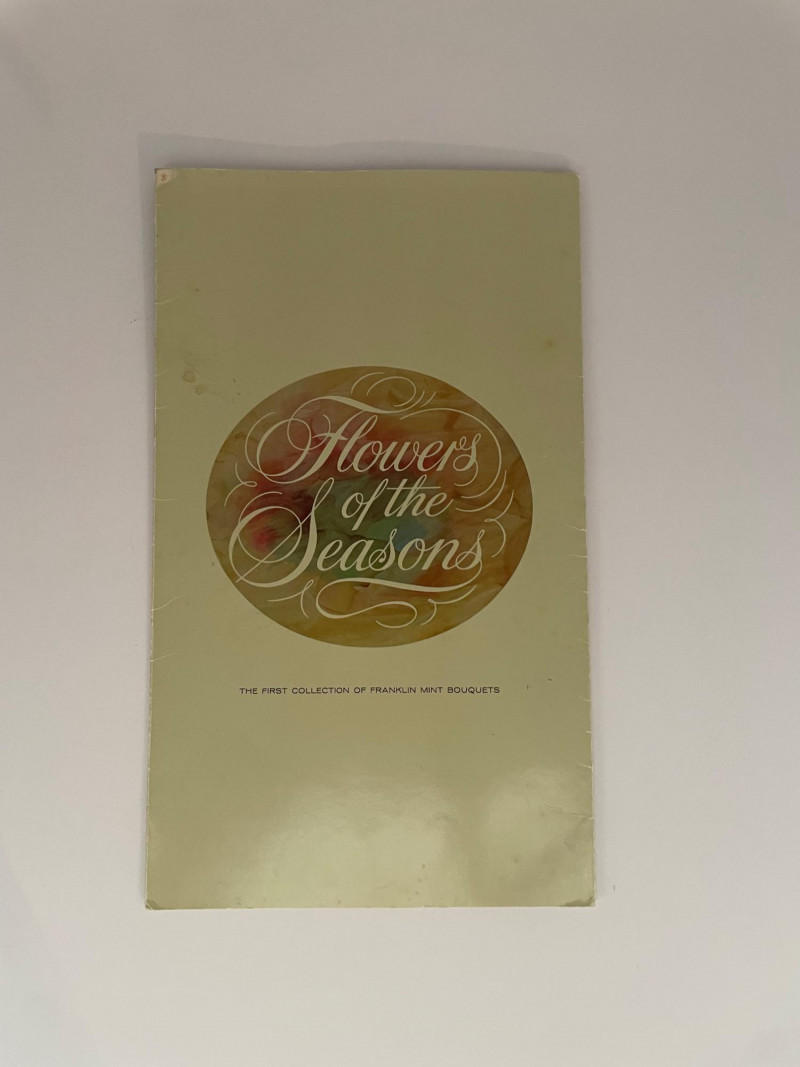 Flowers
of the
Seasons
THE FIRST COLLECTION OF FRANKLIN MINT BOUQUETS